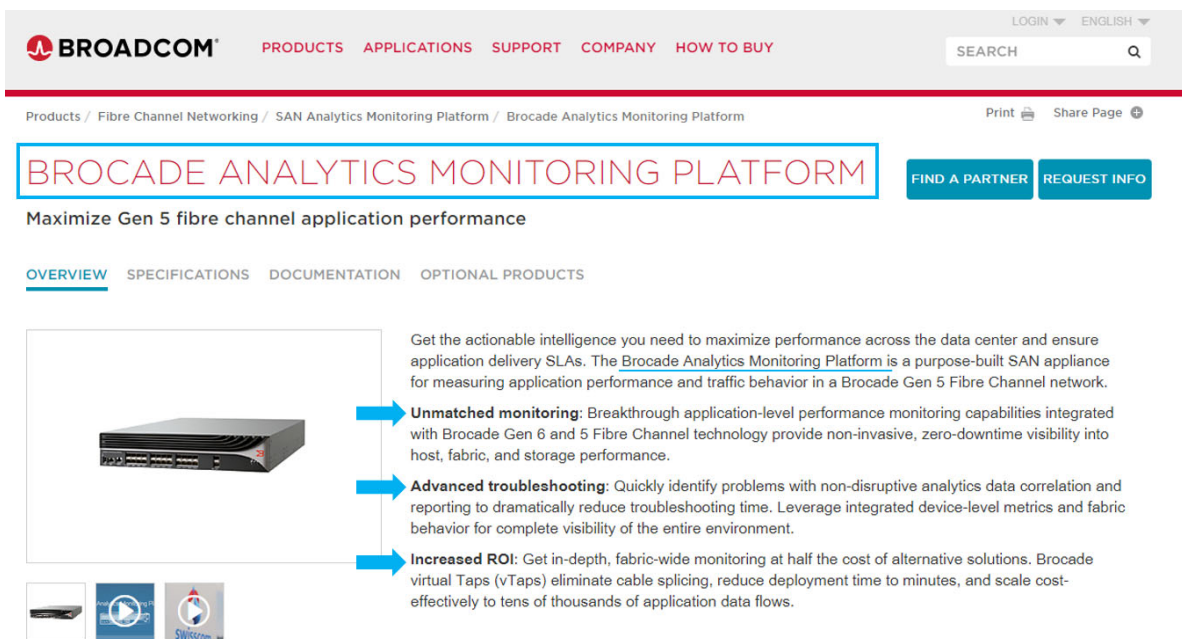 LOGIN ENGLISH
BROADCOM®
PRODUCTS APPLICATIONS SUPPORT COMPANY HOW TO BUY
SEARCH
Products / Fibre Channel Networking / SAN Analytics Monitoring Platform / Brocade Analytics Monitoring Platform
Print Share Page
BROCADE ANALYTICS MONITORING PLATFORM
FIND A PARTNER REQUEST INFO
Maximize Gen 5 fibre channel application performance
OVERVIEW SPECIFICATIONS DOCUMENTATION OPTIONAL PRODUCTS
Get the actionable intelligence you need to maximize performance across the data center and ensure
application delivery SLAs. The Brocade Analytics Monitoring Platform is a purpose-built SAN appliance
for measuring application performance and traffic behavior in a Brocade Gen 5 Fibre Channel network.
Unmatched monitoring: Breakthrough application-level performance monitoring capabilities integrated
with Brocade Gen 6 and 5 Fibre Channel technology provide non-invasive, zero-downtime visibility into
host, fabric, and storage performance.
Advanced troubleshooting: Quickly identify problems with non-disruptive analytics data correlation and
reporting to dramatically reduce troubleshooting time. Leverage integrated device-level metrics and fabric
behavior for complete visibility of the entire environment.
Increased ROI: Get in-depth, fabric-wide monitoring at half the cost of alternative solutions. Brocade
virtual Taps (vTaps) eliminate cable splicing, reduce deployment time to minutes, and scale cost-
effectively to tens of thousands of application data flows.
swisscom